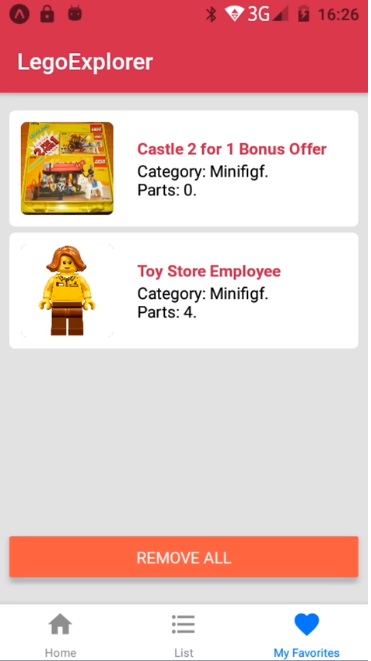 3G 16:26
LegoExplorer
Castle 2 for 1 Bonus Offer
Category: Minifigf.
Parts: 0.
Toy Store Employee
Category: Minifigf.
Parts: 4.
REMOVE ALL
Home
List
My Favorites